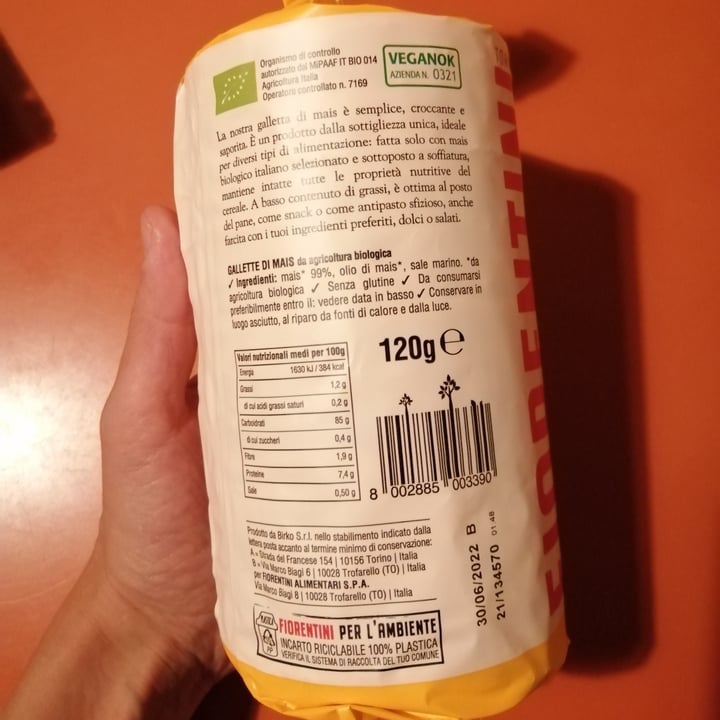 Organismo di controllo
autorizzato dal MiPAAF IT BIO 014
Agricoltura Italia
Operatore controllato n. 7169
VEGANOK
AZIENDA N. 0321
La nostra galletta di mais è semplice, croccante e
saporita. È un prodotto dalla sottigliezza unica, ideale
per diversi tipi di alimentazione: fatta solo con mais
biologico italiano selezionato e sottoposto a soffiatura,
mantiene intatte tutte le proprietà nutritive del
cereale. A basso contenuto di grassi, è ottima al posto
del pane, come snack o come antipasto sfizioso, anche
farcita con i tuoi ingredienti preferiti, dolci o salati.
GALLETTE DI MAIS da agricoltura biologica
✓ Ingredienti: mais* 99%, olio di mais*, sale marino. *da
agricoltura biologica ✓ Senza glutine ✓ Da consumarsi
preferibilmente entro il: vedere data in basso ✓ Conservare in
luogo asciutto, al riparo da fonti di calore e dalla luce.
120g e
Valori nutrizionali medi per 100g
Energia 1630 kJ / 384 kcal
Grassi 1,2 g
di cui acidi grassi saturi 0,2 g
Carboidrati 85 g
di cui zuccheri 0,4 g
Fibre 1,9 g
Proteine 7,4 g
Sale 0,50 g
8 002885 003390
Prodotto da Birko S.r.l. nello stabilimento indicato dalla
lettera posta accanto al termine minimo di conservazione:
A = Strada del Francese 154 | 10156 Torino | Italia
B = Via Marco Biagi 6 | 10028 Trofarello (TO) | Italia
per FIORENTINI ALIMENTARI S.P.A.
Via Marco Biagi 8 | 10028 Trofarello (TO) | Italia
30/06/2022 B
21/134570 01:48
PLASTICA
PP
FIORENTINI PER L'AMBIENTE
INCARTO RICICLABILE 100% PLASTICA
VERIFICA IL SISTEMA DI RACCOLTA DEL TUO COMUNE
FIORENTINI